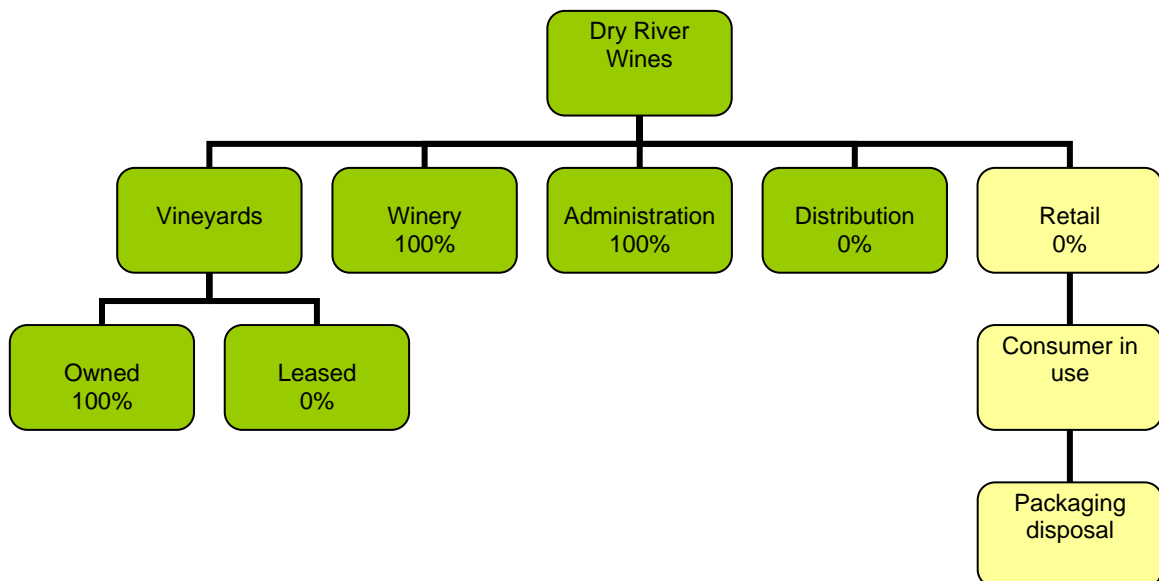 Dry River
Wines
Vineyards
Winery
100%
Administration
100%
Distribution
0%
Retail
0%
Owned
100%
Leased
0%
Consumer in
use
Packaging
disposal